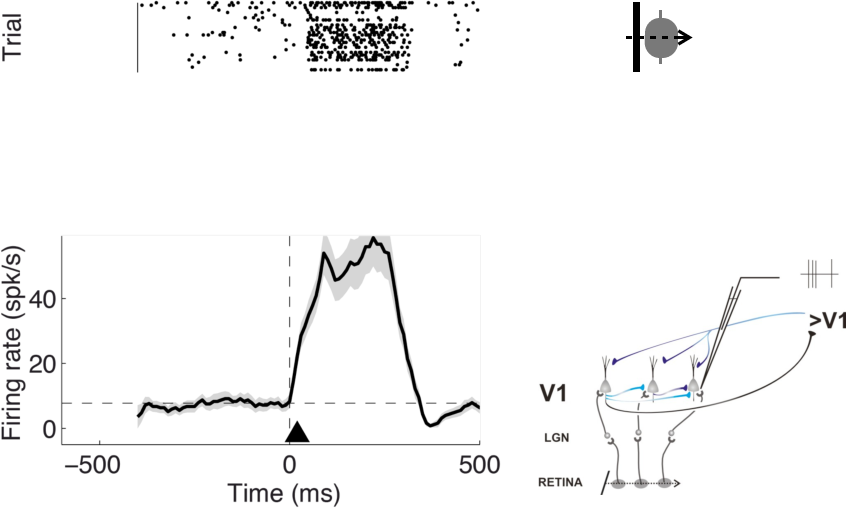 Trial
Firing rate (spk/s)
40
20
0
−500
0
500
Time (ms)
>V1
V1
LGN
RETINA